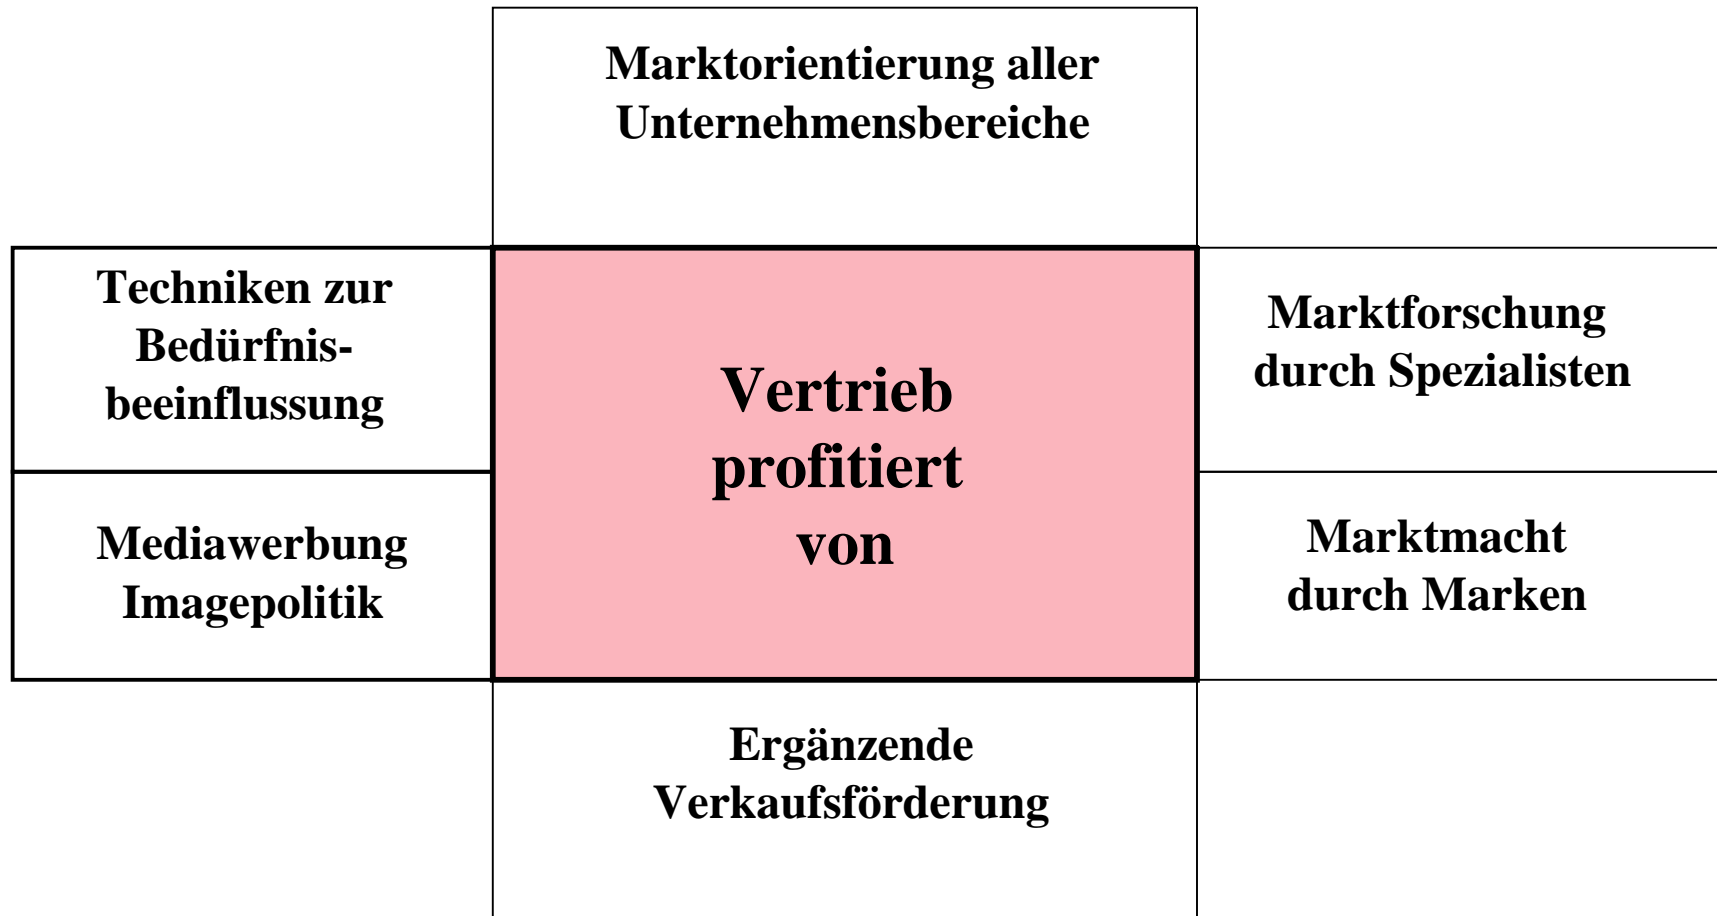 Marktorientierung aller
Unternehmensbereiche
Techniken zur
Bedürfnis-
beeinflussung
Mediawerbung
Imagepolitik
Vertrieb
profitiert
von
Marktforschung
durch Spezialisten
Marktmacht
durch Marken
Ergänzende
Verkaufsförderung